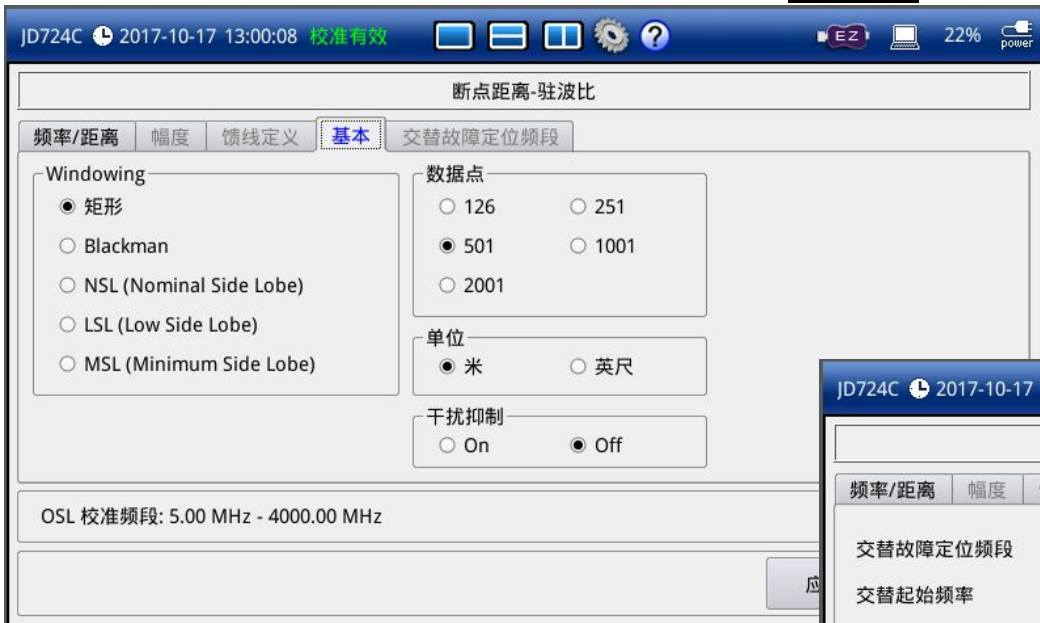 JD724C 2017-10-17 13:00:08 校准有效 ? EZ 22% power
断点距离-驻波比
频率/距离 幅度 馈线定义 基本 交替故障定位频段
Windowing
矩形
Blackman
NSL (Nominal Side Lobe)
LSL (Low Side Lobe)
MSL (Minimum Side Lobe)
数据点
126 251
501 1001
2001
单位
米 英尺
干扰抑制
On Off
OSL 校准频段: 5.00 MHz - 4000.00 MHz
应
JD724C 2017-10-17
频率/距离 幅度
交替故障定位频段
交替起始频率